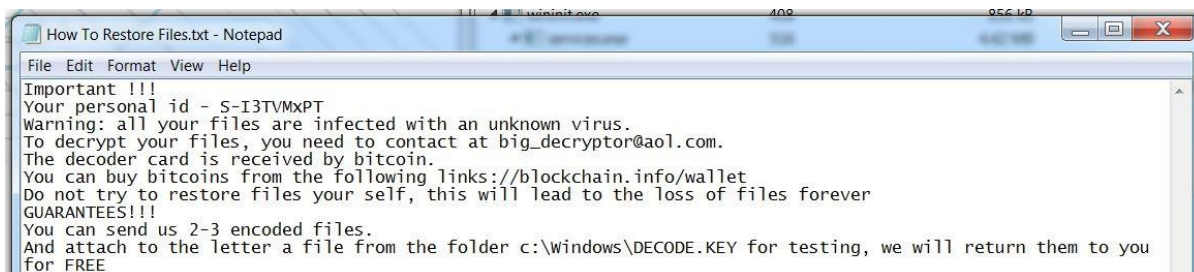 wininit.exe 408 856 kB
How To Restore Files.txt - Notepad
File Edit Format View Help
Important !!!
Your personal id - S-I3TVMxPT
Warning: all your files are infected with an unknown virus.
To decrypt your files, you need to contact at big_decryptor@aol.com.
The decoder card is received by bitcoin.
You can buy bitcoins from the following links://blockchain.info/wallet
Do not try to restore files your self, this will lead to the loss of files forever
GUARANTEES!!!
You can send us 2-3 encoded files.
And attach to the letter a file from the folder c:\Windows\DECODE.KEY for testing, we will return them to you
for FREE